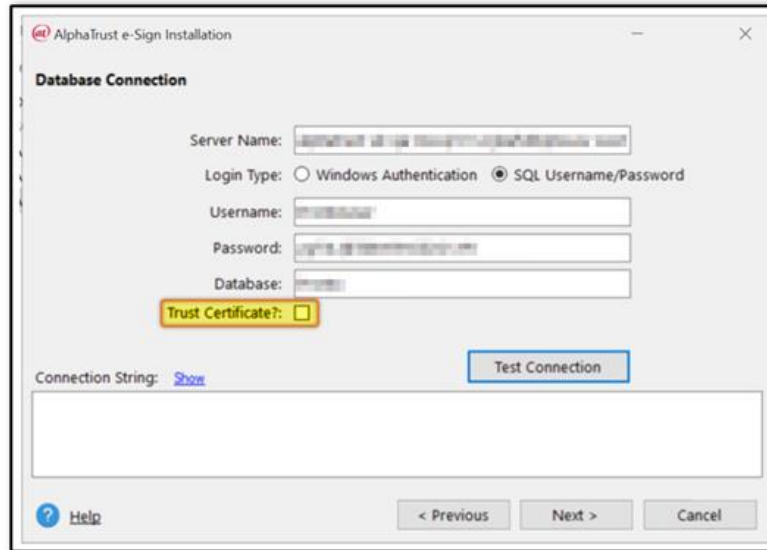 AlphaTrust e-Sign Installation
Database Connection
Server Name:
Login Type: Windows Authentication SQL Username/Password
Username:
Password:
Database:
Trust Certificate?:
Test Connection
Connection String: Show
? Help < Previous Next > Cancel